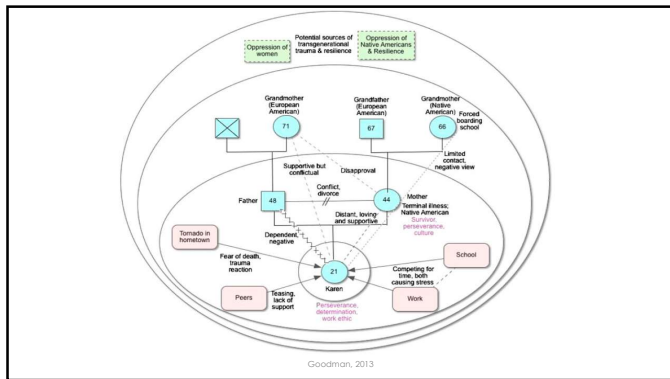 Potential sources of
transgenerational
trauma & resilience
Oppression of
women
Oppression of
Native Americans
& Resilience
Grandmother
(European
American)
71
Grandfather
(European
American)
67
Grandmother
(Native
American)
66
Forced
boarding
school
Supportive but
conflictual
Disapproval
Limited
contact,
negative view
Father
48
Conflict,
divorce
44
Mother
Terminal illness;
Native American
Survivor,
perseverance,
culture
Distant, loving
and supportive
Dependent,
negative
Tornado in
hometown
Fear of death,
trauma
reaction
Peers
Teasing,
lack of
support
21
Karen
Perseverance,
determination,
work ethic
Competing for
time, both
causing stress
School
Work
Goodman, 2013